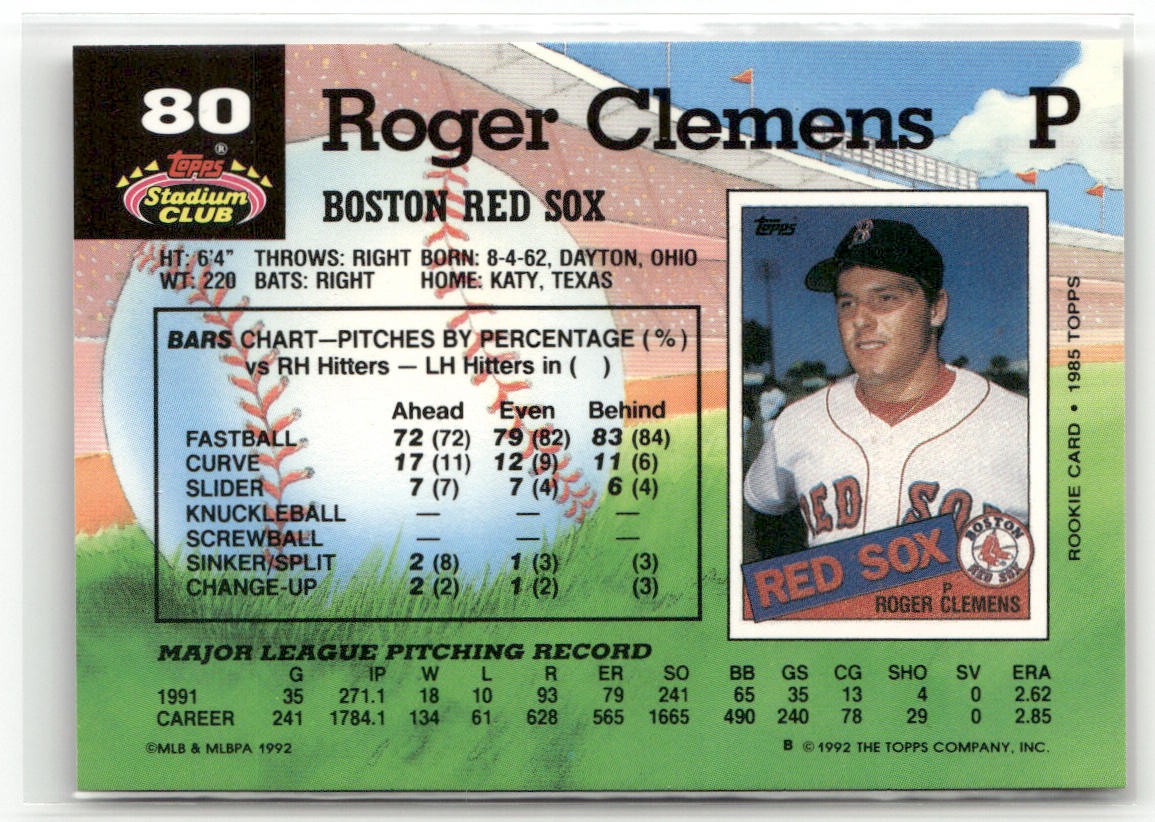 80
Roger Clemens P
Topps ®
Stadium
CLUB
BOSTON RED SOX
HT: 6'4" THROWS: RIGHT BORN: 8-4-62, DAYTON, OHIO
WT: 220 BATS: RIGHT HOME: KATY, TEXAS
BARS CHART—PITCHES BY PERCENTAGE (%)
vs RH Hitters — LH Hitters in ( )
Ahead Even Behind
FASTBALL 72 (72) 79 (82) 83 (84)
CURVE 17 (11) 12 (9) 11 (6)
SLIDER 7 (7) 7 (4) 6 (4)
KNUCKLEBALL — — —
SCREWBALL — — —
SINKER/SPLIT 2 (8) 1 (3) (3)
CHANGE-UP 2 (2) 1 (2) (3)
Topps
RED SO
BOSTON
RED SOX
RED SOX
P
ROGER CLEMENS
ROOKIE CARD • 1985 TOPPS
MAJOR LEAGUE PITCHING RECORD
G IP W L R ER SO BB GS CG SHO SV ERA
1991 35 271.1 18 10 93 79 241 65 35 13 4 0 2.62
CAREER 241 1784.1 134 61 628 565 1665 490 240 78 29 0 2.85
©MLB & MLBPA 1992
B ©1992 THE TOPPS COMPANY, INC.